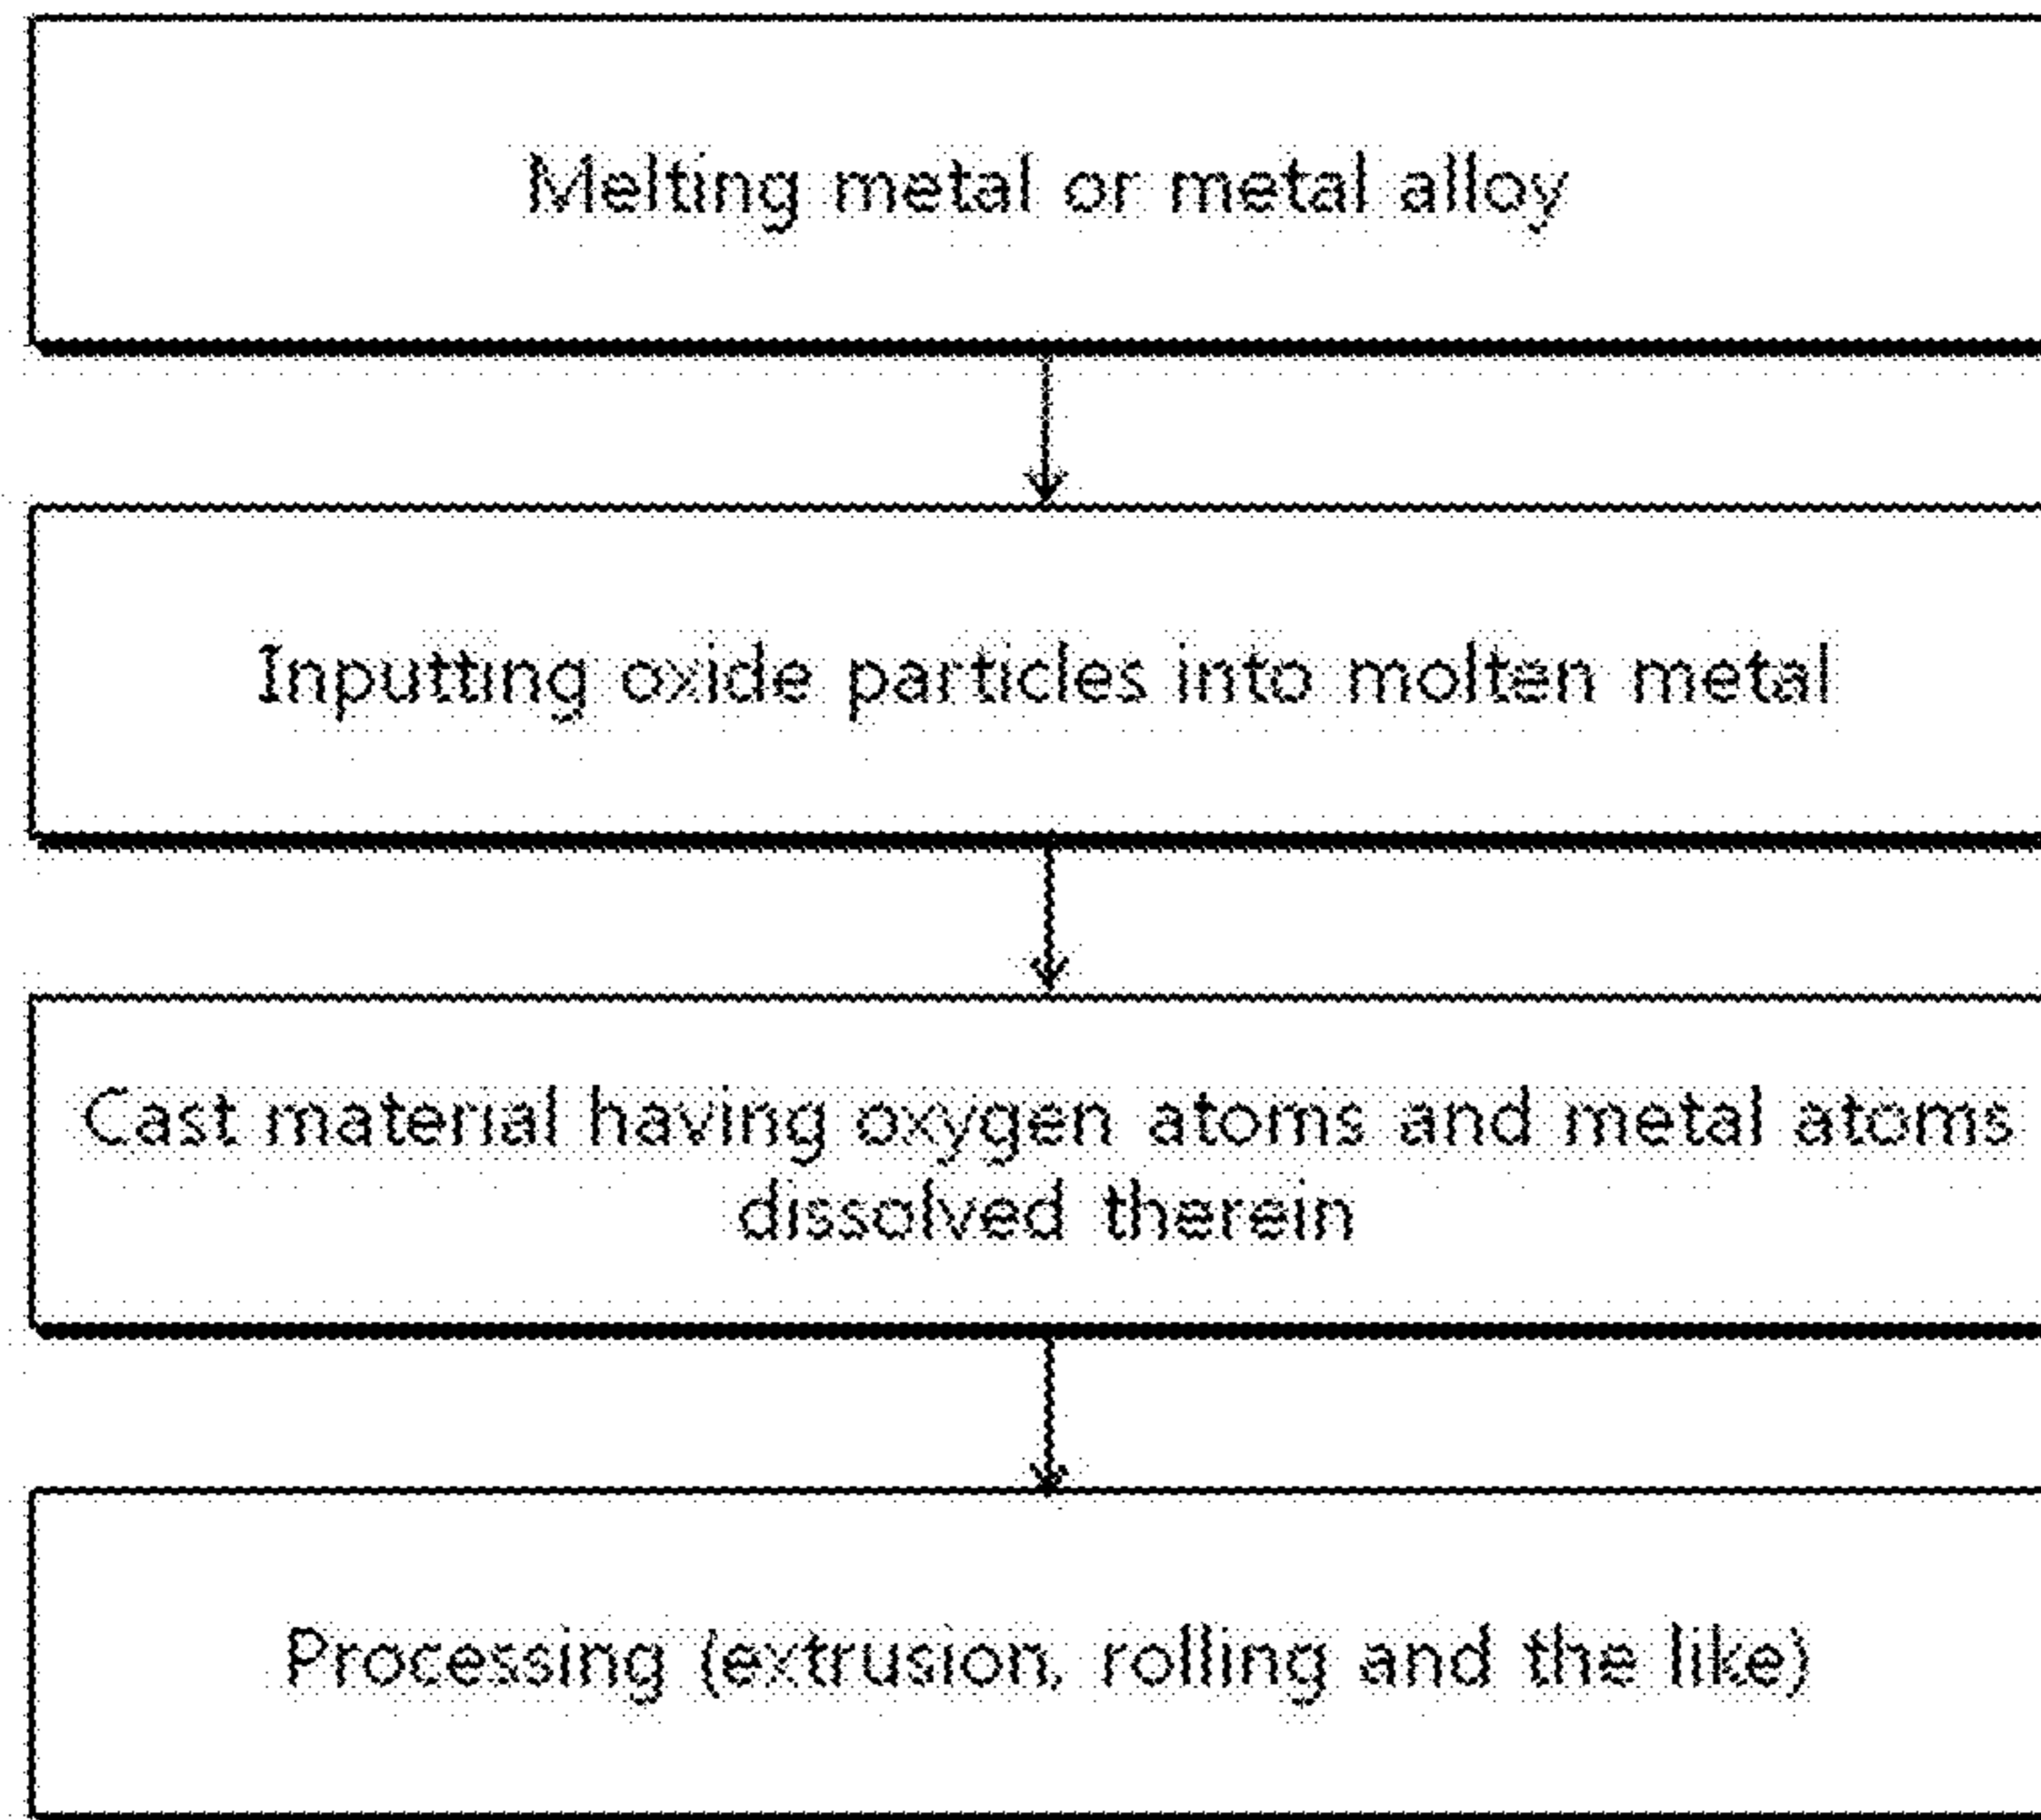 Melting metal or metal alloy
Inputting oxide particles into molten metal
Cast material having oxygen atoms and metal atoms
dissolved therein
Processing (extrusion, rolling and the like)